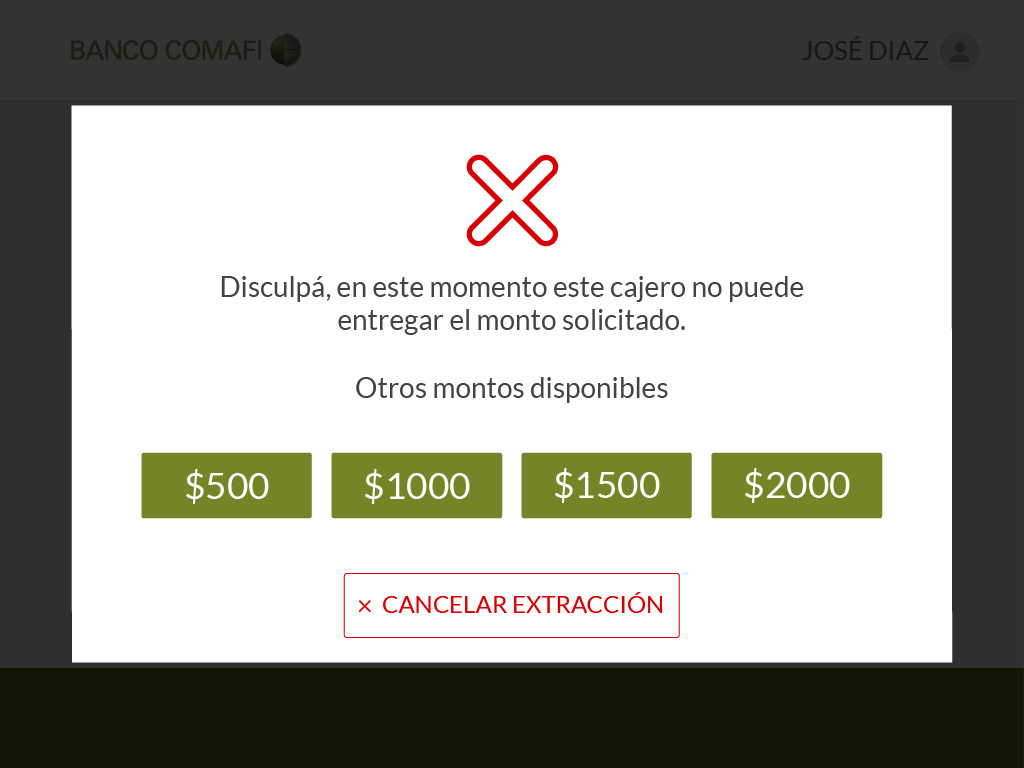 BANCO COMAFI
JOSÉ DIAZ
Disculpá, en este momento este cajero no puede
entregar el monto solicitado.
Otros montos disponibles
$500
$1000
$1500
$2000
× CANCELAR EXTRACCIÓN